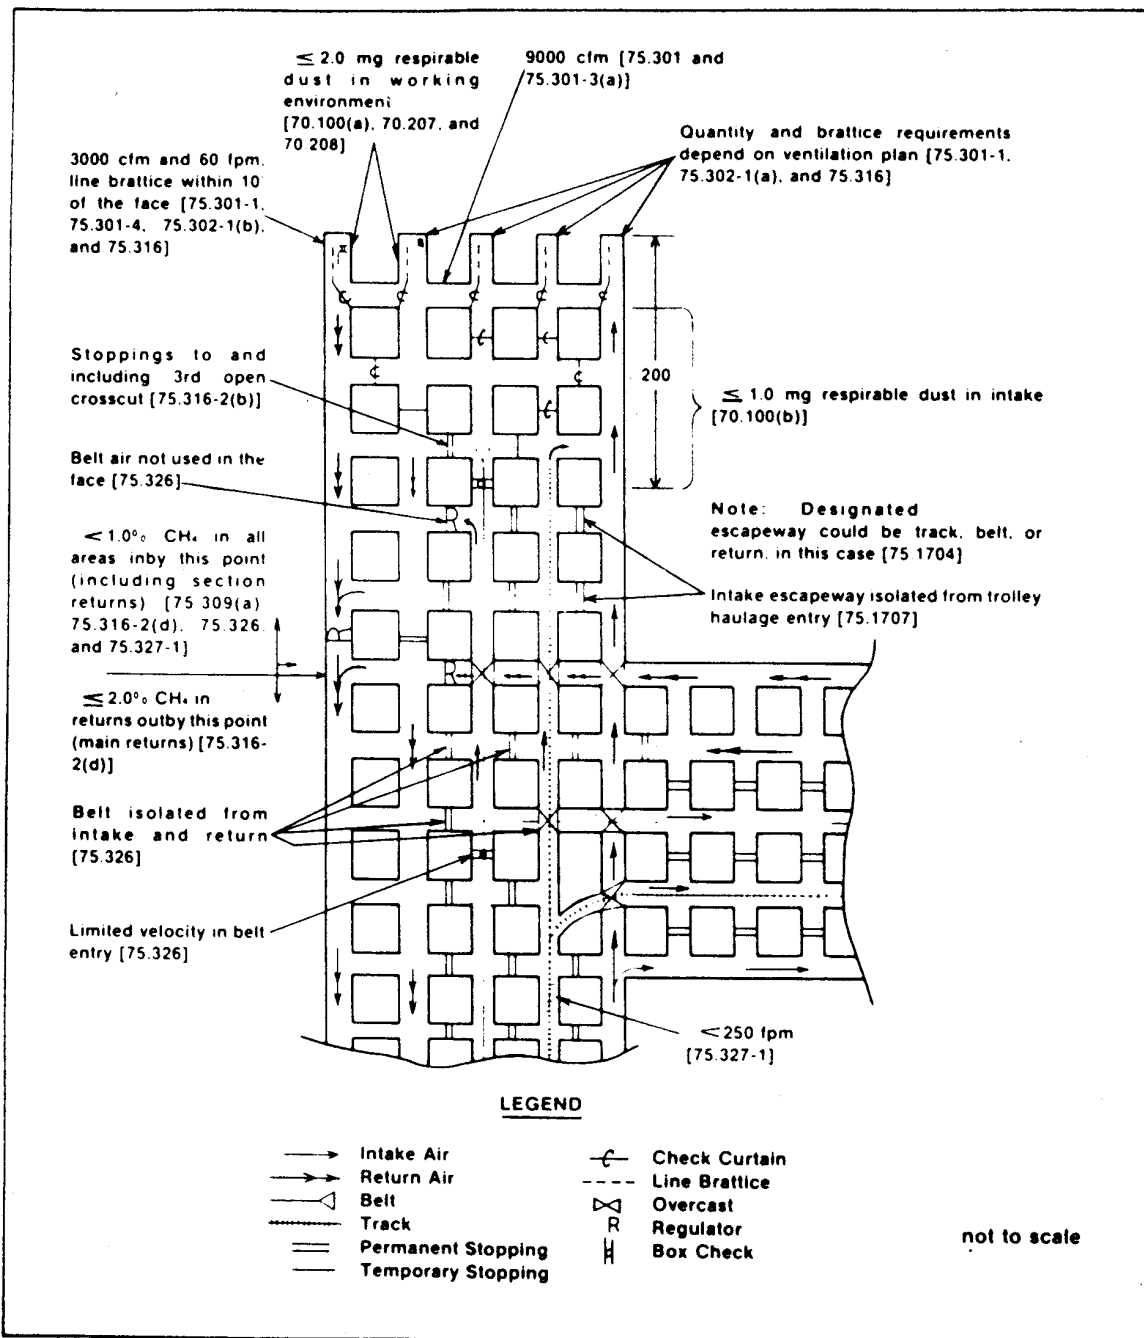 ≤ 2.0 mg respirable
dust in working
environment
[70.100(a), 70.207, and
70.208]
9000 cfm [75.301 and
75.301-3(a)]
Quantity and brattice requirements
depend on ventilation plan [75.301-1,
75.302-1(a), and 75.316]
3000 cfm and 60 fpm,
line brattice within 10'
of the face [75.301-1,
75.301-4, 75.302-1(b),
and 75.316]
Stoppings to and
including 3rd open
crosscut [75.316-2(b)]
200
≤ 1.0 mg respirable dust in intake
[70.100(b)]
Belt air not used in the
face [75.326]
Note: Designated
escapeway could be track, belt, or
return, in this case [75.1704]
< 1.0% CH₄ in all
areas inby this point
(including section
returns) [75.309(a)
75.316-2(d), 75.326,
and 75.327-1]
Intake escapeway isolated from trolley
haulage entry [75.1707]
R
R
≤ 2.0% CH₄ in
returns outby this point
(main returns) [75.316-
2(d)]
Belt isolated from
intake and return
[75.326]
Limited velocity in belt
entry [75.326]
< 250 fpm
[75.327-1]
LEGEND
Intake Air
Return Air
Belt
Track
Permanent Stopping
Temporary Stopping
Check Curtain
Line Brattice
Overcast
R Regulator
Box Check
not to scale